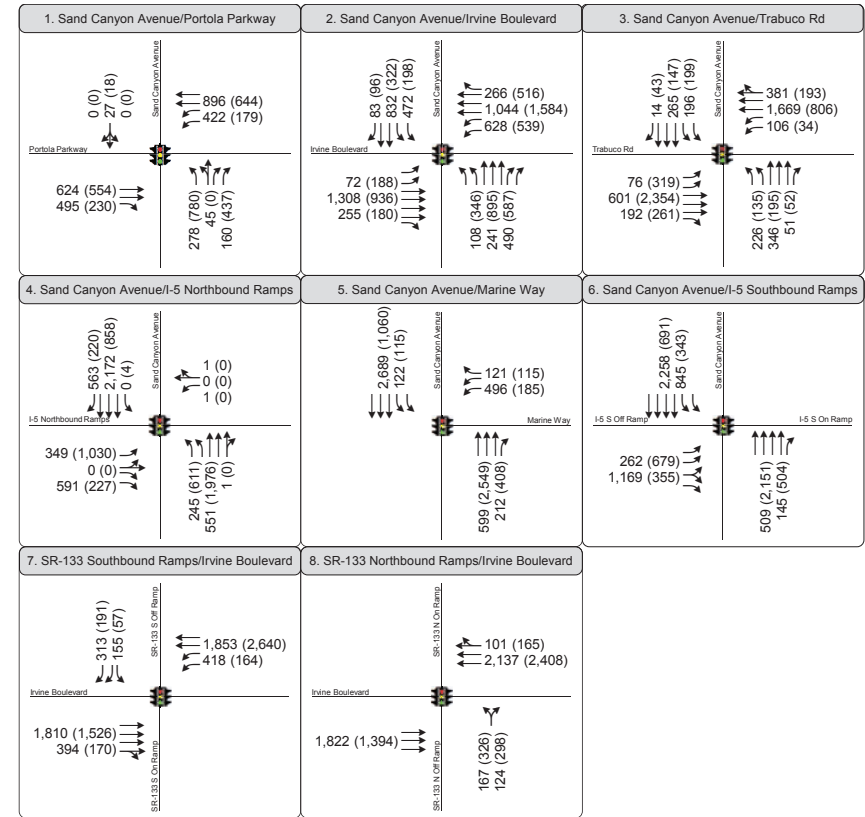 1. Sand Canyon Avenue/Portola Parkway
0 (0)
27 (18)
0 (0)
Sand Canyon Avenue
896 (644)
422 (179)
Portola Parkway
624 (554)
495 (230)
278 (780)
45 (0)
160 (437)
2. Sand Canyon Avenue/Irvine Boulevard
83 (96)
832 (322)
472 (198)
Sand Canyon Avenue
266 (516)
1,044 (1,584)
628 (539)
Irvine Boulevard
72 (188)
1,308 (936)
255 (180)
108 (346)
241 (895)
490 (587)
3. Sand Canyon Avenue/Trabuco Rd
14 (43)
265 (147)
196 (199)
Sand Canyon Avenue
381 (193)
1,669 (806)
106 (34)
Trabuco Rd
76 (319)
601 (2,354)
192 (261)
226 (135)
346 (195)
51 (52)
4. Sand Canyon Avenue/I-5 Northbound Ramps
563 (220)
2,172 (858)
0 (4)
Sand Canyon Avenue
1 (0)
0 (0)
1 (0)
I-5 Northbound Ramps
349 (1,030)
0 (0)
591 (227)
245 (611)
551 (1,976)
1 (0)
5. Sand Canyon Avenue/Marine Way
2,689 (1,060)
122 (115)
Sand Canyon Avenue
121 (115)
496 (185)
Marine Way
599 (2,549)
212 (408)
6. Sand Canyon Avenue/I-5 Southbound Ramps
2,258 (691)
845 (343)
Sand Canyon Avenue
I-5 S Off Ramp
I-5 S On Ramp
262 (679)
1,169 (355)
509 (2,151)
145 (504)
7. SR-133 Southbound Ramps/Irvine Boulevard
313 (191)
155 (57)
SR-133 S Off Ramp
1,853 (2,640)
418 (164)
Irvine Boulevard
1,810 (1,526)
394 (170)
SR-133 S On Ramp
8. SR-133 Northbound Ramps/Irvine Boulevard
SR-133 N On Ramp
101 (165)
2,137 (2,408)
Irvine Boulevard
1,822 (1,394)
SR-133 N Off Ramp
167 (326)
124 (298)